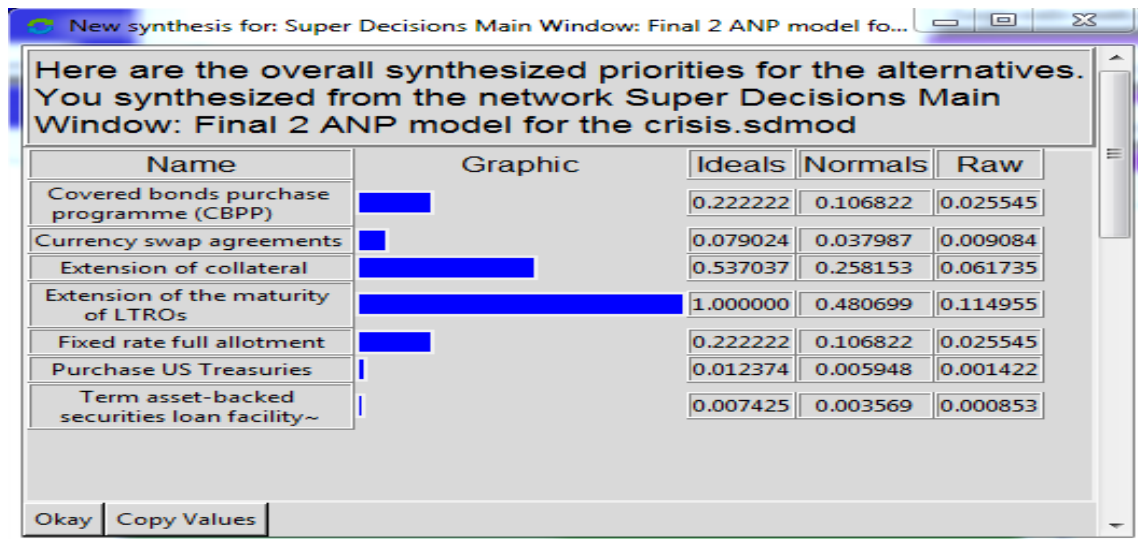 New synthesis for: Super Decisions Main Window: Final 2 ANP model fo...
Here are the overall synthesized priorities for the alternatives.
You synthesized from the network Super Decisions Main
Window: Final 2 ANP model for the crisis.sdmod
Name Graphic Ideals Normals Raw
Covered bonds purchase
programme (CBPP) 0.222222 0.106822 0.025545
Currency swap agreements 0.079024 0.037987 0.009084
Extension of collateral 0.537037 0.258153 0.061735
Extension of the maturity
of LTROs 1.000000 0.480699 0.114955
Fixed rate full allotment 0.222222 0.106822 0.025545
Purchase US Treasuries 0.012374 0.005948 0.001422
Term asset-backed
securities loan facility~ 0.007425 0.003569 0.000853
Okay Copy Values